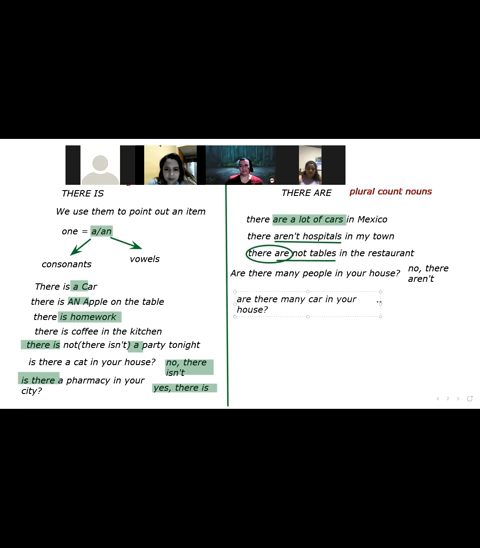 THERE IS
We use them to point out an item
one = a/an
consonants
vowels
There is a Car
there is AN Apple on the table
there is homework
there is coffee in the kitchen
there is not(there isn't) a party tonight
is there a cat in your house?
no, there
isn't
is there a pharmacy in your
city?
yes, there is
THERE ARE
plural count nouns
there are a lot of cars in Mexico
there aren't hospitals in my town
there are not tables in the restaurant
Are there many people in your house?
no, there
aren't
are there many car in your
house?